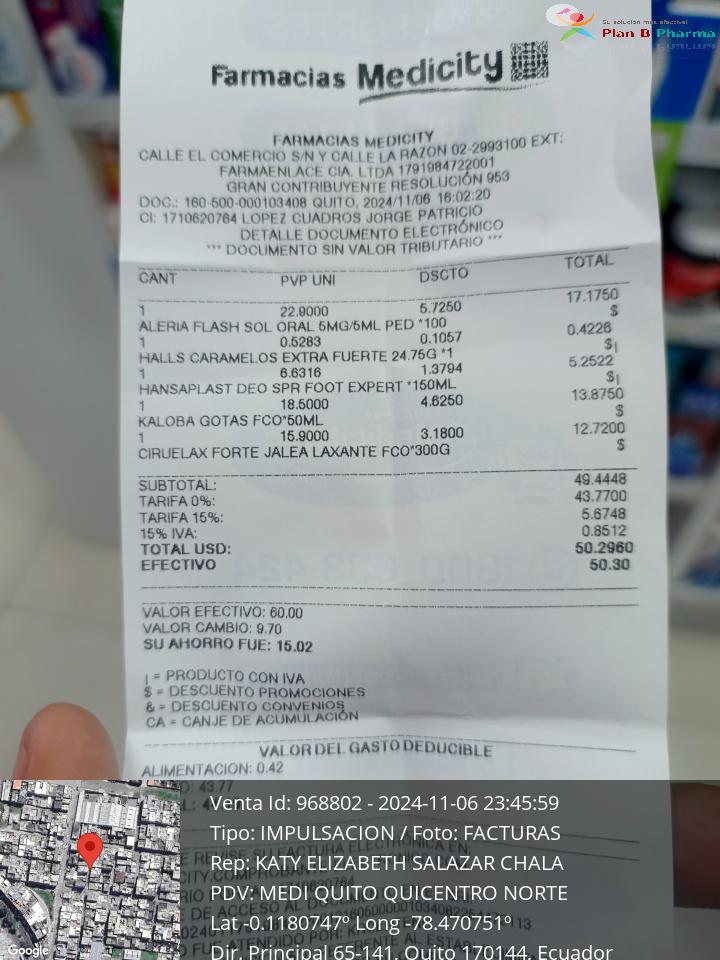 Su solución más efectiva!
Plan B Pharma
Farmacias Medicity
FARMACIAS MEDICITY
CALLE EL COMERCIO S/N Y CALLE LA RAZON 02-2993100 EXT:
FARMAENLACE CIA. LTDA 1791984722001
GRAN CONTRIBUYENTE RESOLUCIÓN 953
DOC.: 160-500-000103408 QUITO, 2024/11/06 16:02:20
CI: 1710620764 LOPEZ CUADROS JORGE PATRICIO
DETALLE DOCUMENTO ELECTRÓNICO
*** DOCUMENTO SIN VALOR TRIBUTARIO ***
CANT PVP UNI DSCTO TOTAL
1 22.9000 5.7250 17.1750
ALERIA FLASH SOL ORAL 5MG/5ML PED *100 $
1 0.5283 0.1057 0.4226
HALLS CARAMELOS EXTRA FUERTE 24.75G *1 $¡
1 6.6316 1.3794 5.2522
HANSAPLAST DEO SPR FOOT EXPERT *150ML $¡
1 18.5000 4.6250 13.8750
KALOBA GOTAS FCO*50ML $
1 15.9000 3.1800 12.7200
CIRUELAX FORTE JALEA LAXANTE FCO*300G $
SUBTOTAL: 49.4448
TARIFA 0%: 43.7700
TARIFA 15%: 5.6748
15% IVA: 0.8512
TOTAL USD: 50.2960
EFECTIVO 50.30
VALOR EFECTIVO: 60.00
VALOR CAMBIO: 9.70
SU AHORRO FUE: 15.02
¡ = PRODUCTO CON IVA
$ = DESCUENTO PROMOCIONES
& = DESCUENTO CONVENIOS
CA = CANJE DE ACUMULACIÓN
VALOR DEL GASTO DEDUCIBLE
ALIMENTACION: 0.42
43.77
Venta Id: 968802 - 2024-11-06 23:45:59
Tipo: IMPULSACION / Foto: FACTURAS
Rep: KATY ELIZABETH SALAZAR CHALA
PDV: MEDI QUITO QUICENTRO NORTE
Lat -0.1180747º Long -78.470751º
Dir. Principal 65-141, Quito 170144, Ecuador
Google